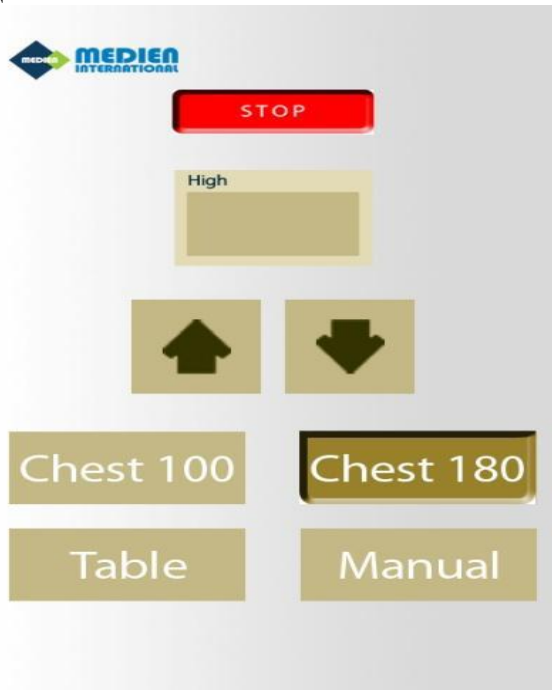 MEDIEN
MEDIEN
INTERNATIONAL
STOP
High
Chest 100
Chest 180
Table
Manual